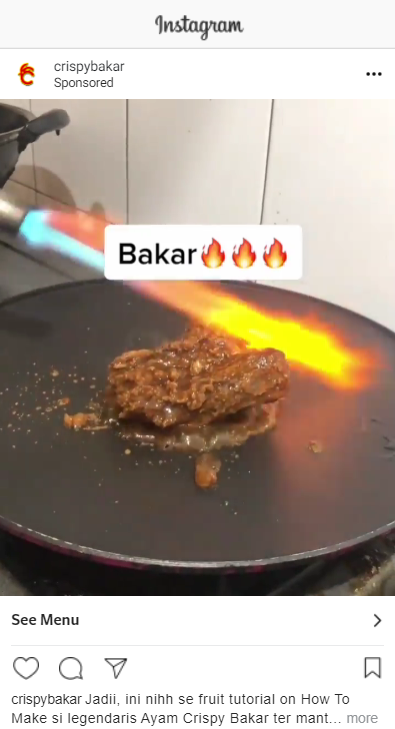 Instagram
crispybakar
Sponsored
Bakar🔥🔥🔥
See Menu
crispybakar Jadii, ini nihh se fruit tutorial on How To
Make si legendaris Ayam Crispy Bakar ter mant... more